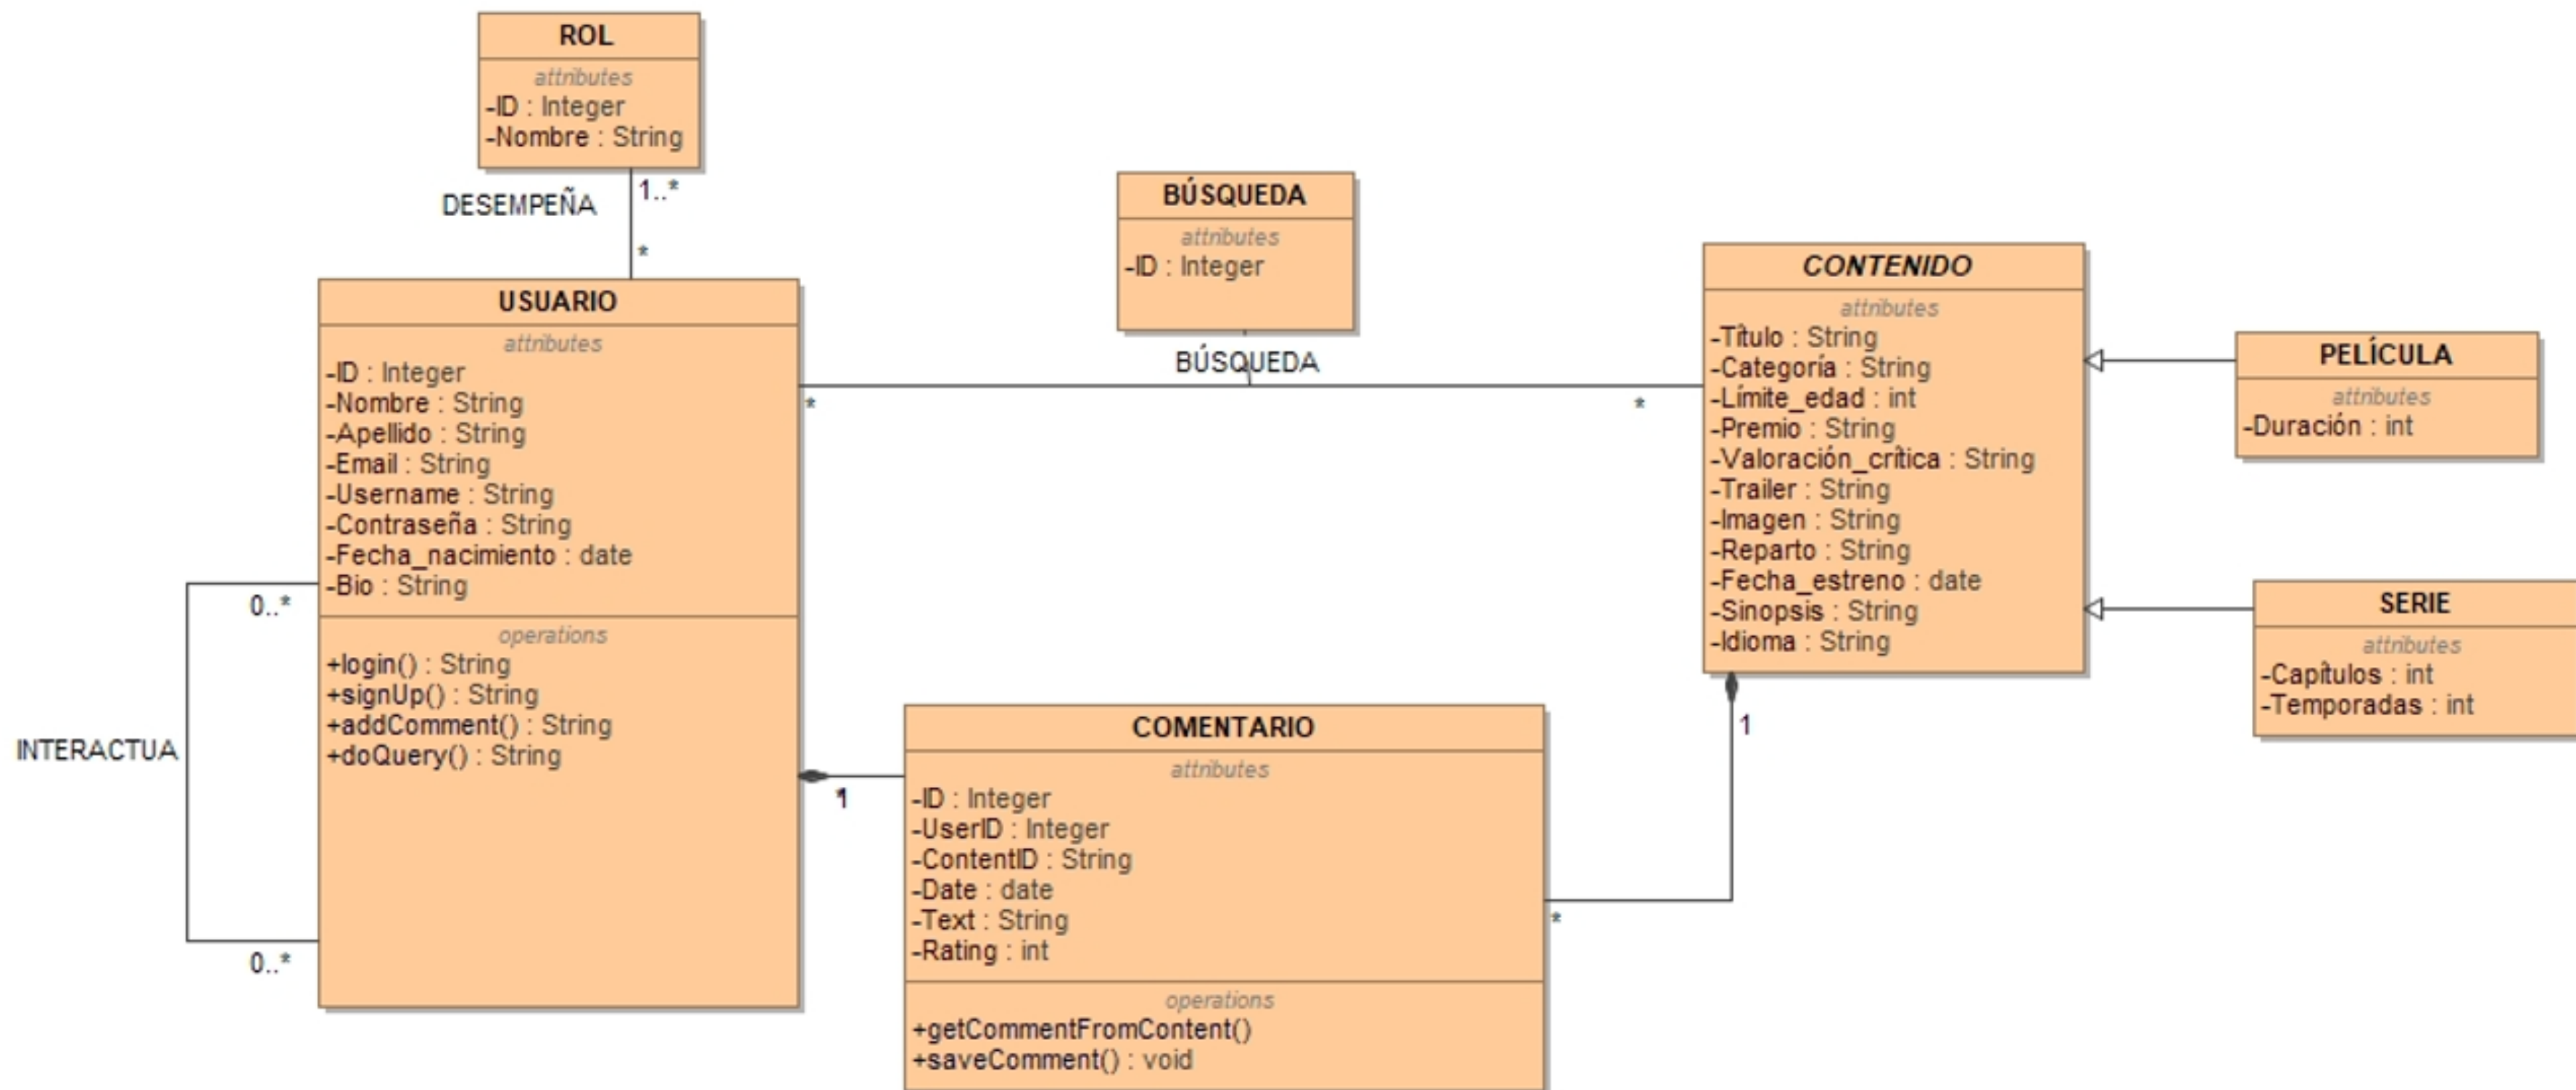 ROL
attributes
-ID : Integer
-Nombre : String
DESEMPEÑA
1..*
*
USUARIO
attributes
-ID : Integer
-Nombre : String
-Apellido : String
-Email : String
-Username : String
-Contraseña : String
-Fecha_nacimiento : date
-Bio : String
operations
+login() : String
+signUp() : String
+addComment() : String
+doQuery() : String
INTERACTUA
0..*
0..*
BÚSQUEDA
attributes
-ID : Integer
BÚSQUEDA
*
*
CONTENIDO
attributes
-Título : String
-Categoría : String
-Límite_edad : int
-Premio : String
-Valoración_crítica : String
-Trailer : String
-Imagen : String
-Reparto : String
-Fecha_estreno : date
-Sinopsis : String
-Idioma : String
PELÍCULA
attributes
-Duración : int
SERIE
attributes
-Capítulos : int
-Temporadas : int
1
*
1
COMENTARIO
attributes
-ID : Integer
-UserID : Integer
-ContentID : String
-Date : date
-Text : String
-Rating : int
operations
+getCommentFromContent()
+saveComment() : void